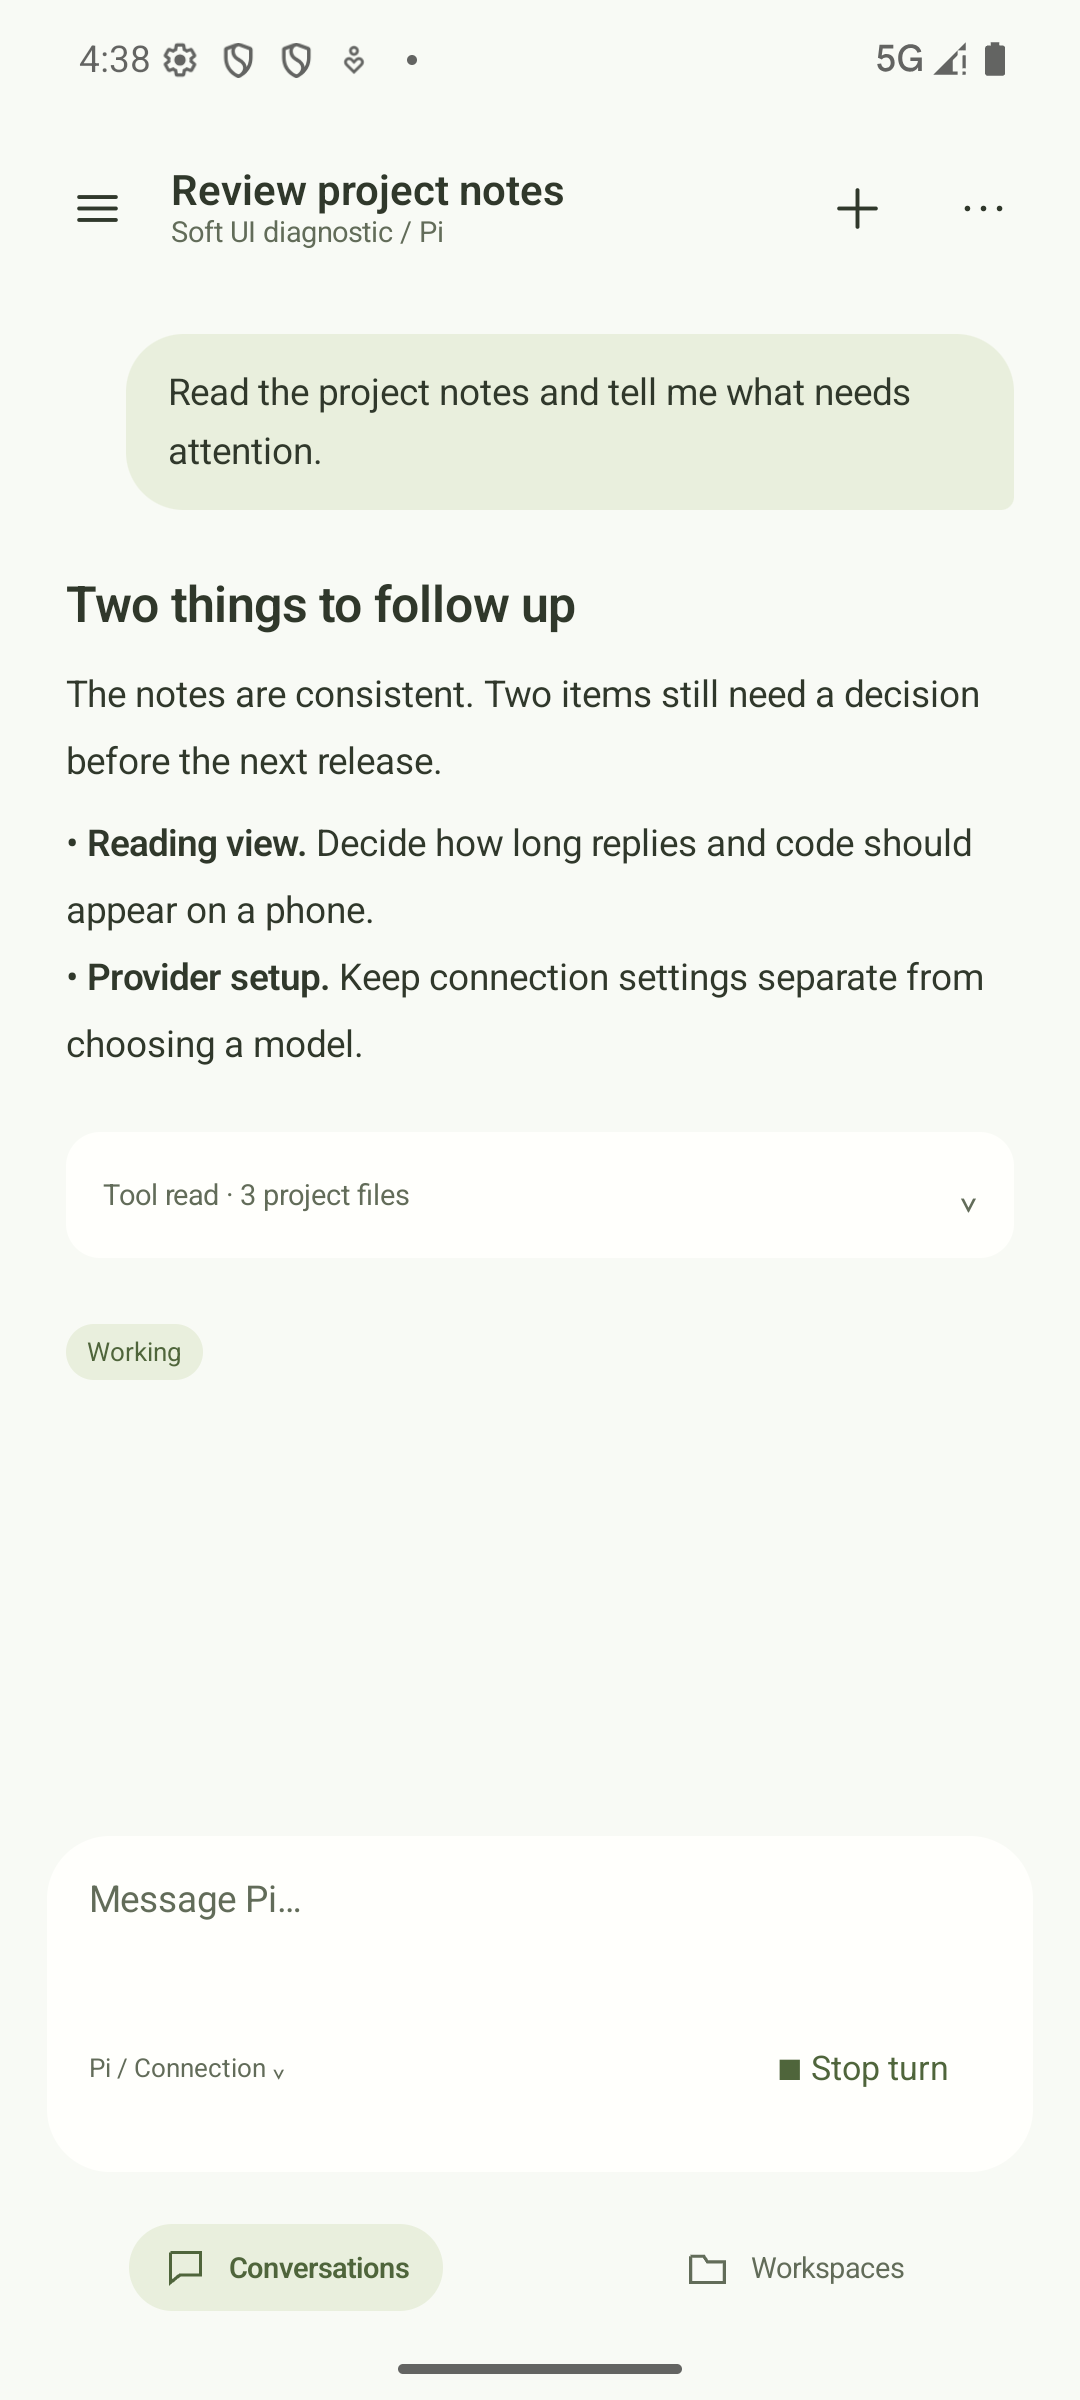 4:38
5G
Review project notes
Soft UI diagnostic / Pi
Read the project notes and tell me what needs
attention.
Two things to follow up
The notes are consistent. Two items still need a decision
before the next release.
• Reading view. Decide how long replies and code should
appear on a phone.
• Provider setup. Keep connection settings separate from
choosing a model.
Tool read · 3 project files
Working
Message Pi…
Pi / Connection
Stop turn
Conversations
Workspaces